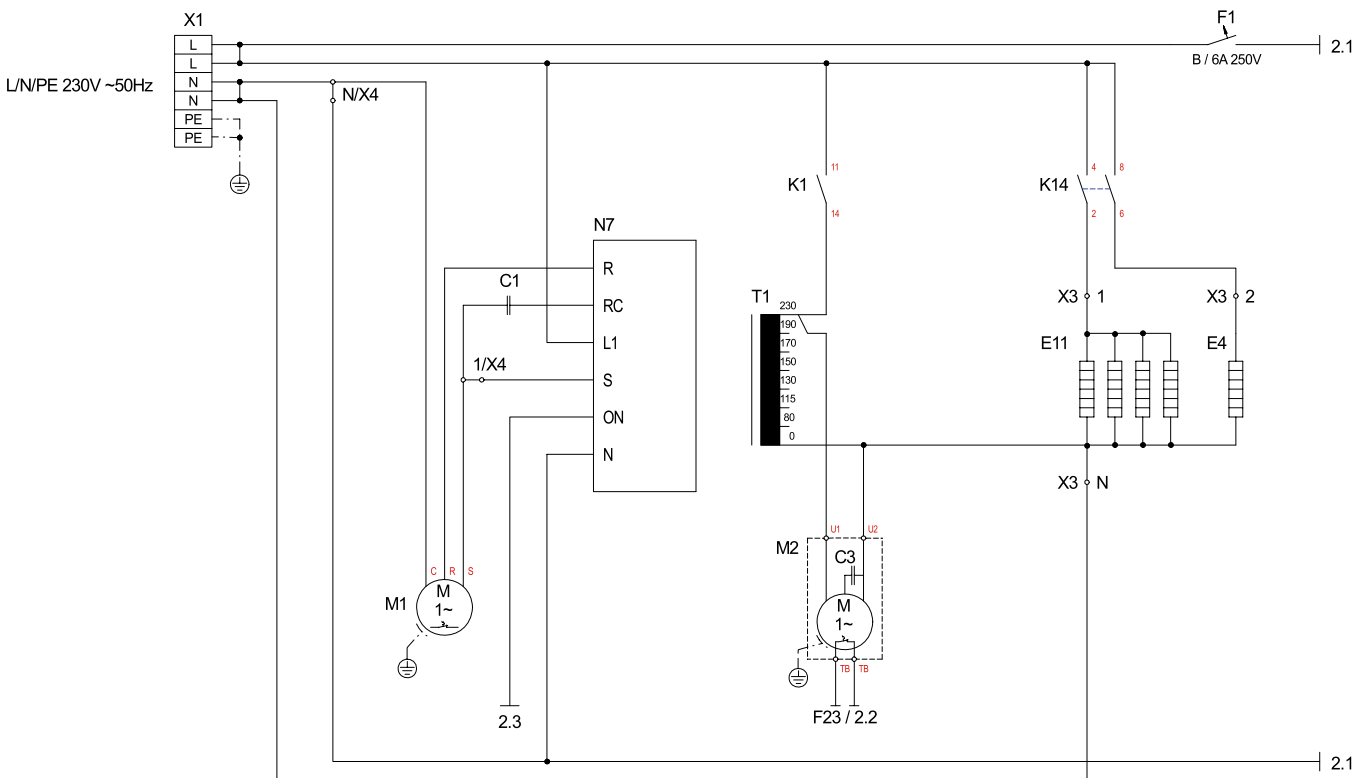 X1
F1
L
2.1
L
B / 6A 250V
L/N/PE 230V ~50Hz
N
N
N/X4
PE
PE
11
4
8
K1
K14
14
2
6
N7
R
C1
RC
T1
230
X3
1
X3
2
190
L1
170
E11
E4
1/X4
150
S
130
115
ON
80
0
N
X3
N
U1
U2
M2
C3
C
R
S
M
1~
M1
M
1~
TB
TB
2.3
F23 / 2.2
2.1